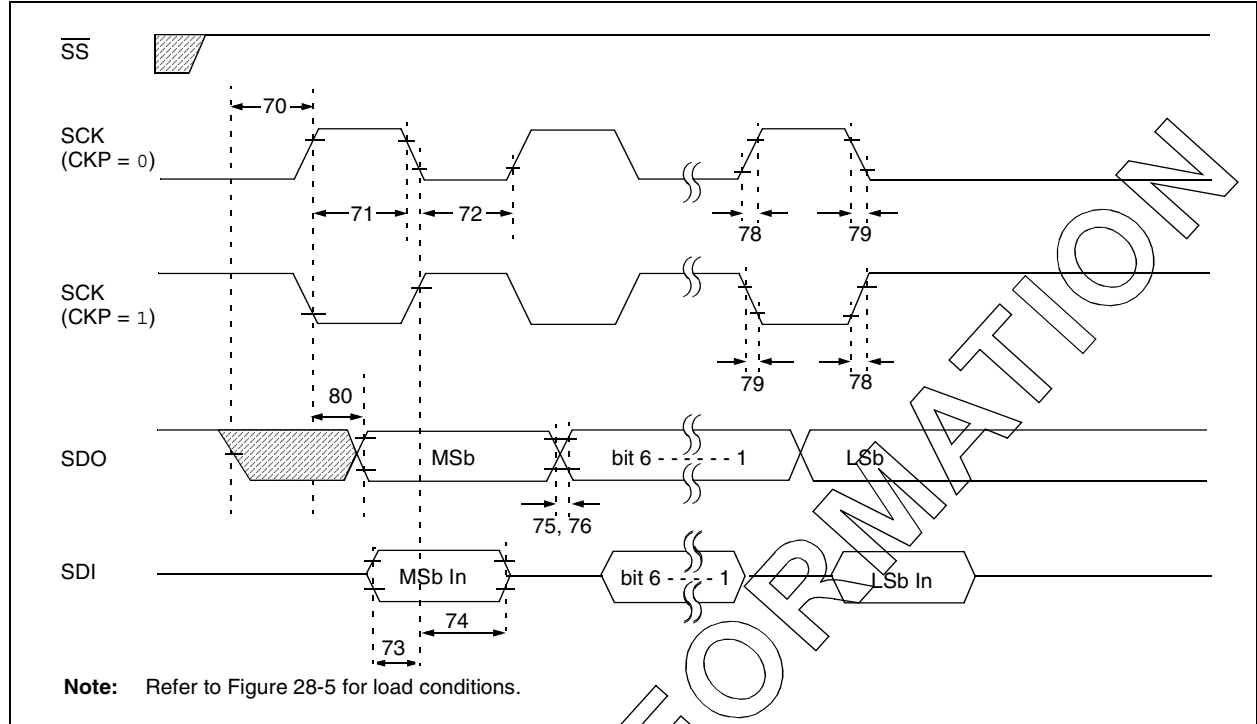 SS
70
SCK
(CKP = 0)
71
72
78
79
SCK
(CKP = 1)
79
78
80
SDO
MSb
bit 6 - - - - - - 1
LSb
75, 76
SDI
MSb In
bit 6 - - - - 1
LSb In
74
73
Note: Refer to Figure 28-5 for load conditions.
FORMATION